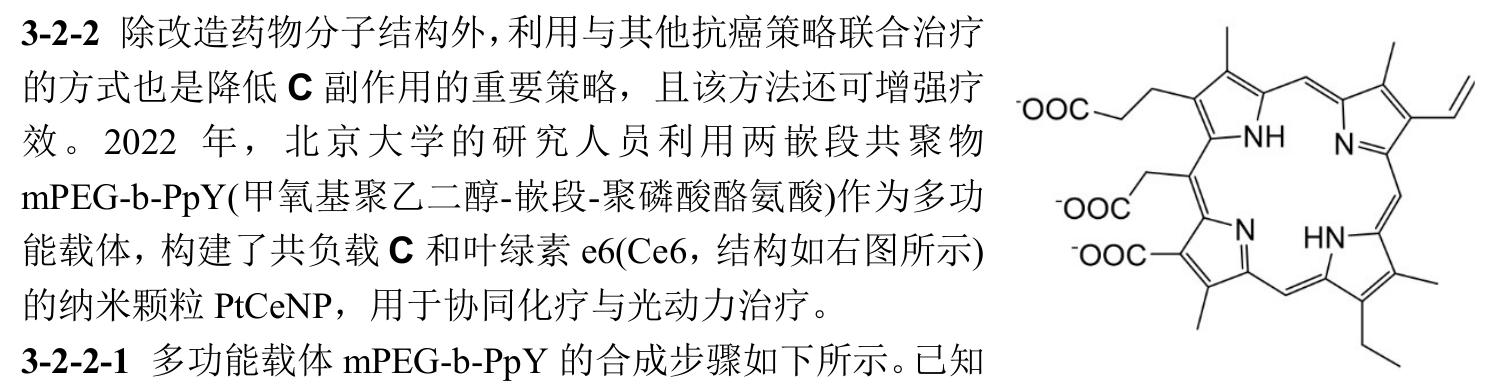 3-2-2 除改造药物分子结构外，利用与其他抗癌策略联合治疗
的方式也是降低 C 副作用的重要策略，且该方法还可增强疗
效。2022 年，北京大学的研究人员利用两嵌段共聚物
mPEG-b-PpY(甲氧基聚乙二醇-嵌段-聚磷酸酪氨酸)作为多功
能载体，构建了共负载 C 和叶绿素 e6(Ce6，结构如右图所示)
的纳米颗粒 PtCeNP，用于协同化疗与光动力治疗。
3-2-2-1 多功能载体 mPEG-b-PpY 的合成步骤如下所示。已知
⁻OOC
NH
N
⁻OOC
N
HN
⁻OOC